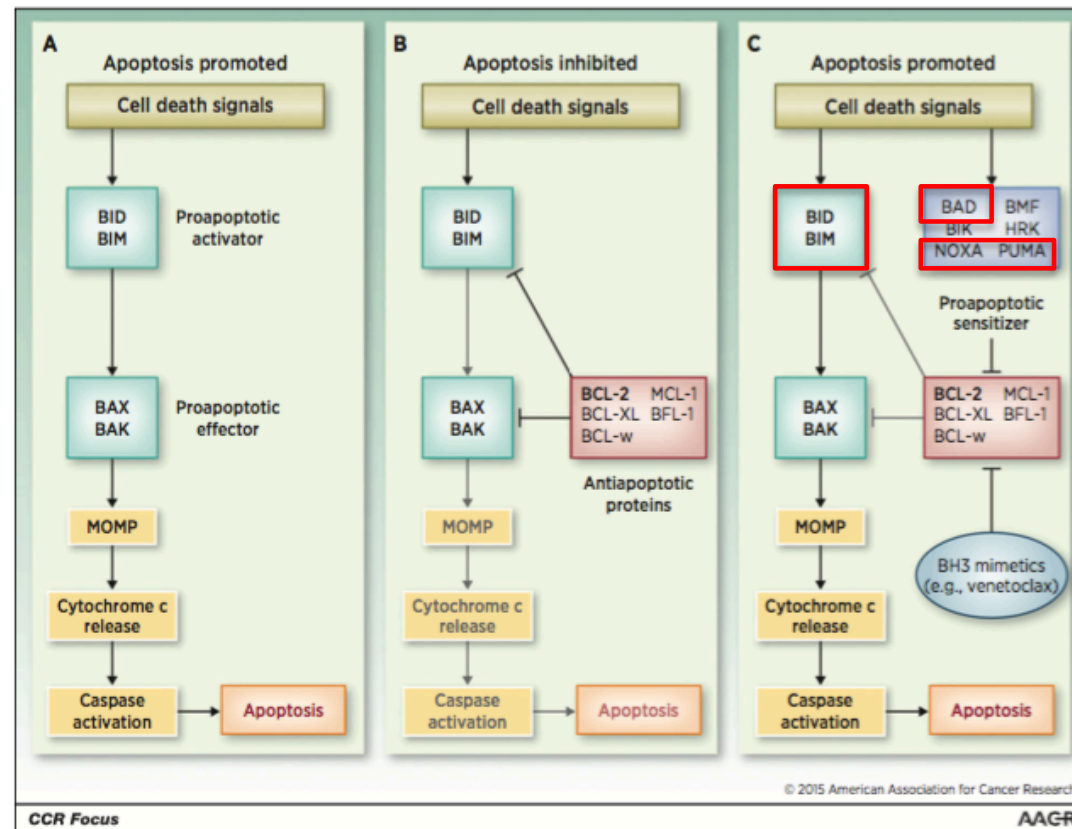 A
Apoptosis promoted
Cell death signals
BID
BIM
Proapoptotic
activator
BAX
BAK
Proapoptotic
effector
MOMP
Cytochrome c
release
Caspase
activation
Apoptosis
B
Apoptosis inhibited
Cell death signals
BID
BIM
BAX
BAK
BCL-2 MCL-1
BCL-XL BFL-1
BCL-w
Antiapoptotic
proteins
MOMP
Cytochrome c
release
Caspase
activation
Apoptosis
C
Apoptosis promoted
Cell death signals
BID
BIM
BAD BMF
BIK HRK
NOXA PUMA
Proapoptotic
sensitizer
BAX
BAK
BCL-2 MCL-1
BCL-XL BFL-1
BCL-w
MOMP
BH3 mimetics
(e.g., venetoclax)
Cytochrome c
release
Caspase
activation
Apoptosis
© 2015 American Association for Cancer Research
CCR Focus
AACR